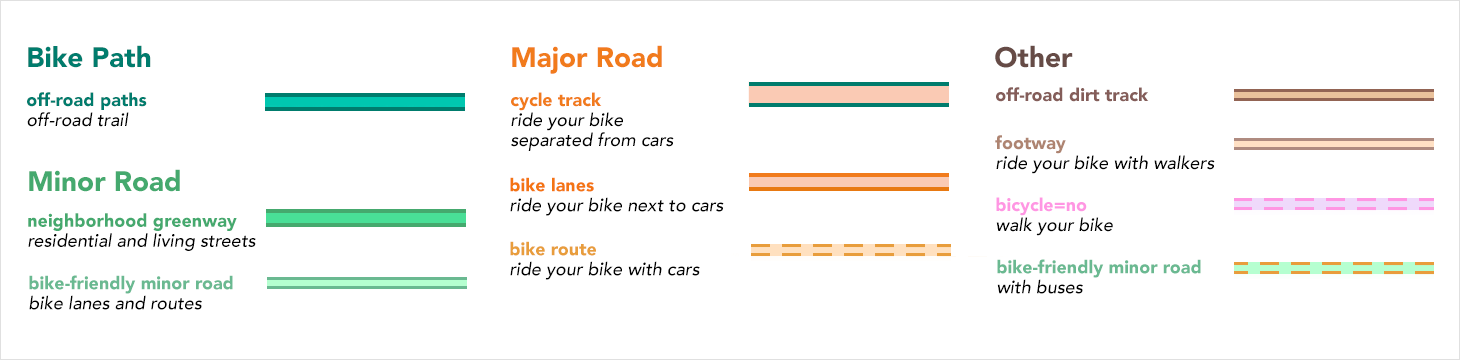 Bike Path
off-road paths
off-road trail
Minor Road
neighborhood greenway
residential and living streets
bike-friendly minor road
bike lanes and routes
Major Road
cycle track
ride your bike
separated from cars
bike lanes
ride your bike next to cars
bike route
ride your bike with cars
Other
off-road dirt track
footway
ride your bike with walkers
bicycle=no
walk your bike
bike-friendly minor road
with buses